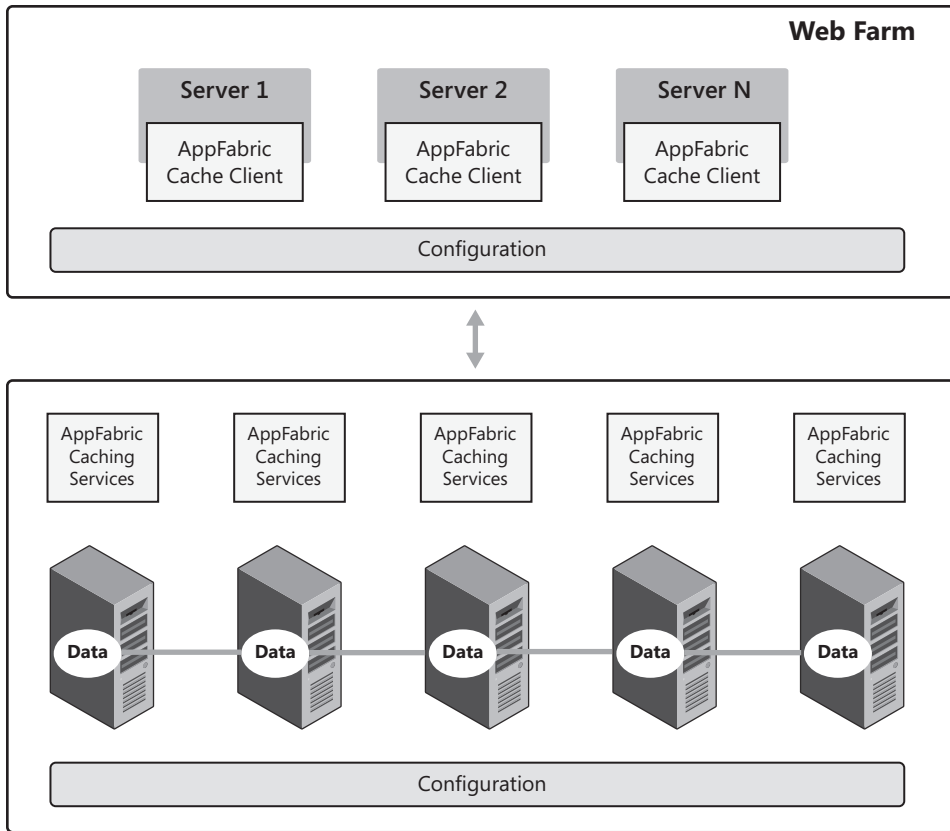 Web Farm
Server 1
AppFabric
Cache Client
Server 2
AppFabric
Cache Client
Server N
AppFabric
Cache Client
Configuration
AppFabric
Caching
Services
AppFabric
Caching
Services
AppFabric
Caching
Services
AppFabric
Caching
Services
AppFabric
Caching
Services
Data
Data
Data
Data
Data
Configuration